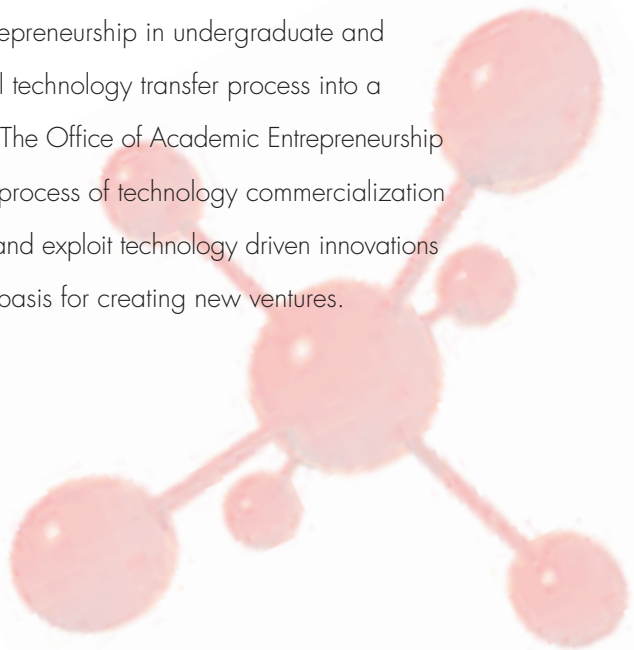 epreneurship in undergraduate and
l technology transfer process into a
The Office of Academic Entrepreneurship
process of technology commercialization
and exploit technology driven innovations
basis for creating new ventures.